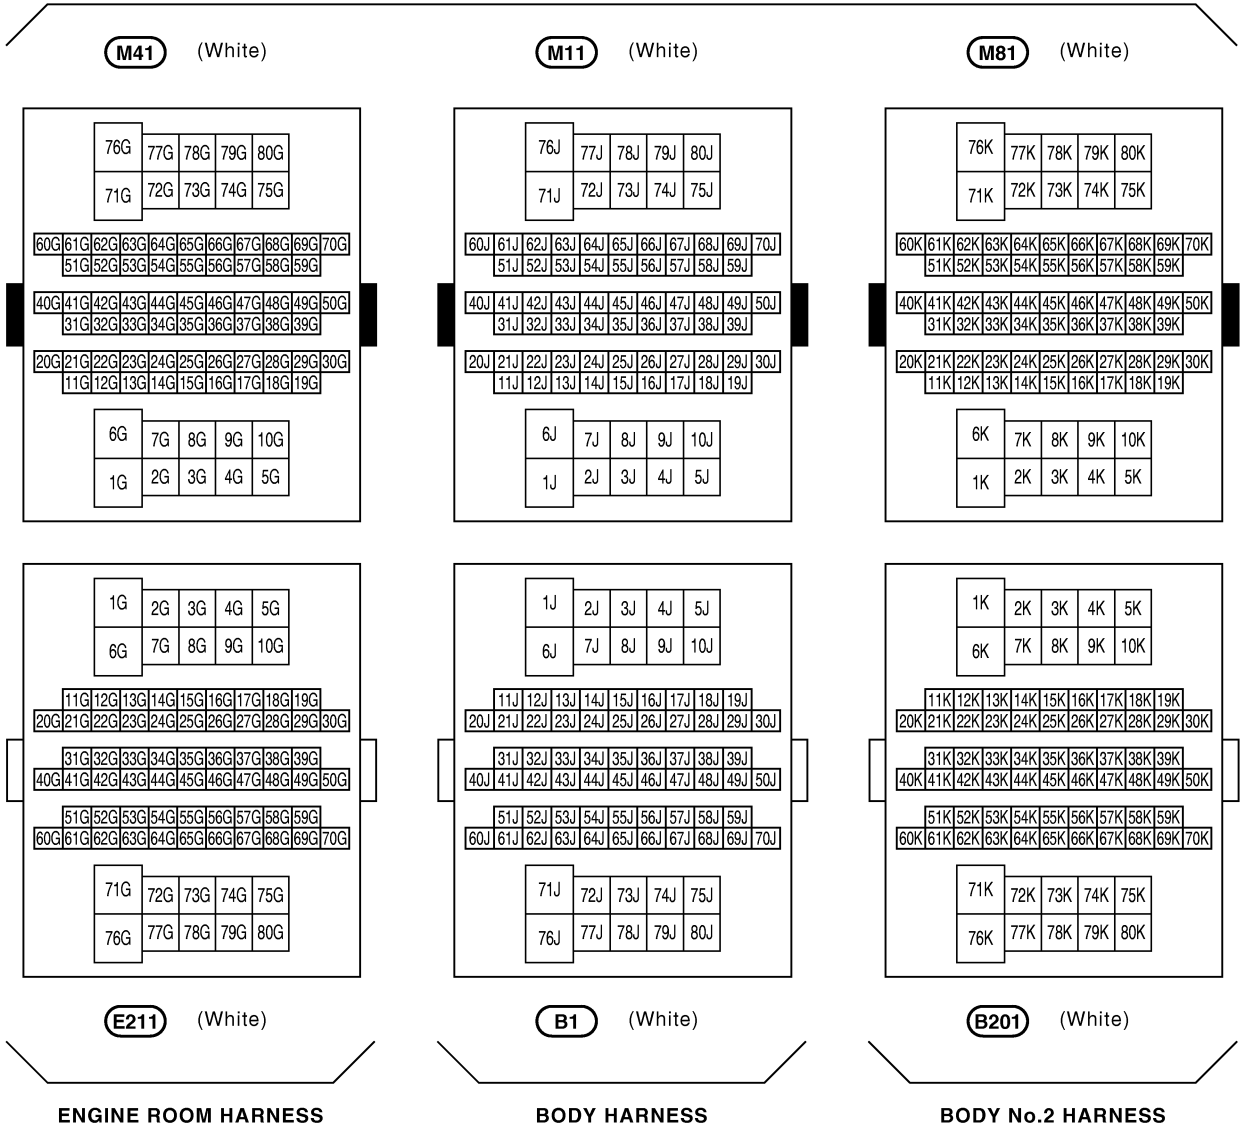 M41 (White) M11 (White) M81 (White)
76G 77G 78G 79G 80G 76J 77J 78J 79J 80J 76K 77K 78K 79K 80K
71G 72G 73G 74G 75G 71J 72J 73J 74J 75J 71K 72K 73K 74K 75K
60G 61G 62G 63G 64G 65G 66G 67G 68G 69G 70G 60J 61J 62J 63J 64J 65J 66J 67J 68J 69J 70J 60K 61K 62K 63K 64K 65K 66K 67K 68K 69K 70K
51G 52G 53G 54G 55G 56G 57G 58G 59G 51J 52J 53J 54J 55J 56J 57J 58J 59J 51K 52K 53K 54K 55K 56K 57K 58K 59K
40G 41G 42G 43G 44G 45G 46G 47G 48G 49G 50G 40J 41J 42J 43J 44J 45J 46J 47J 48J 49J 50J 40K 41K 42K 43K 44K 45K 46K 47K 48K 49K 50K
31G 32G 33G 34G 35G 36G 37G 38G 39G 31J 32J 33J 34J 35J 36J 37J 38J 39J 31K 32K 33K 34K 35K 36K 37K 38K 39K
20G 21G 22G 23G 24G 25G 26G 27G 28G 29G 30G 20J 21J 22J 23J 24J 25J 26J 27J 28J 29J 30J 20K 21K 22K 23K 24K 25K 26K 27K 28K 29K 30K
11G 12G 13G 14G 15G 16G 17G 18G 19G 11J 12J 13J 14J 15J 16J 17J 18J 19J 11K 12K 13K 14K 15K 16K 17K 18K 19K
6G 7G 8G 9G 10G 6J 7J 8J 9J 10J 6K 7K 8K 9K 10K
1G 2G 3G 4G 5G 1J 2J 3J 4J 5J 1K 2K 3K 4K 5K
1G 2G 3G 4G 5G 1J 2J 3J 4J 5J 1K 2K 3K 4K 5K
6G 7G 8G 9G 10G 6J 7J 8J 9J 10J 6K 7K 8K 9K 10K
11G 12G 13G 14G 15G 16G 17G 18G 19G 11J 12J 13J 14J 15J 16J 17J 18J 19J 11K 12K 13K 14K 15K 16K 17K 18K 19K
20G 21G 22G 23G 24G 25G 26G 27G 28G 29G 30G 20J 21J 22J 23J 24J 25J 26J 27J 28J 29J 30J 20K 21K 22K 23K 24K 25K 26K 27K 28K 29K 30K
31G 32G 33G 34G 35G 36G 37G 38G 39G 31J 32J 33J 34J 35J 36J 37J 38J 39J 31K 32K 33K 34K 35K 36K 37K 38K 39K
40G 41G 42G 43G 44G 45G 46G 47G 48G 49G 50G 40J 41J 42J 43J 44J 45J 46J 47J 48J 49J 50J 40K 41K 42K 43K 44K 45K 46K 47K 48K 49K 50K
51G 52G 53G 54G 55G 56G 57G 58G 59G 51J 52J 53J 54J 55J 56J 57J 58J 59J 51K 52K 53K 54K 55K 56K 57K 58K 59K
60G 61G 62G 63G 64G 65G 66G 67G 68G 69G 70G 60J 61J 62J 63J 64J 65J 66J 67J 68J 69J 70J 60K 61K 62K 63K 64K 65K 66K 67K 68K 69K 70K
71G 72G 73G 74G 75G 71J 72J 73J 74J 75J 71K 72K 73K 74K 75K
76G 77G 78G 79G 80G 76J 77J 78J 79J 80J 76K 77K 78K 79K 80K
E211 (White) B1 (White) B201 (White)
ENGINE ROOM HARNESS BODY HARNESS BODY No.2 HARNESS